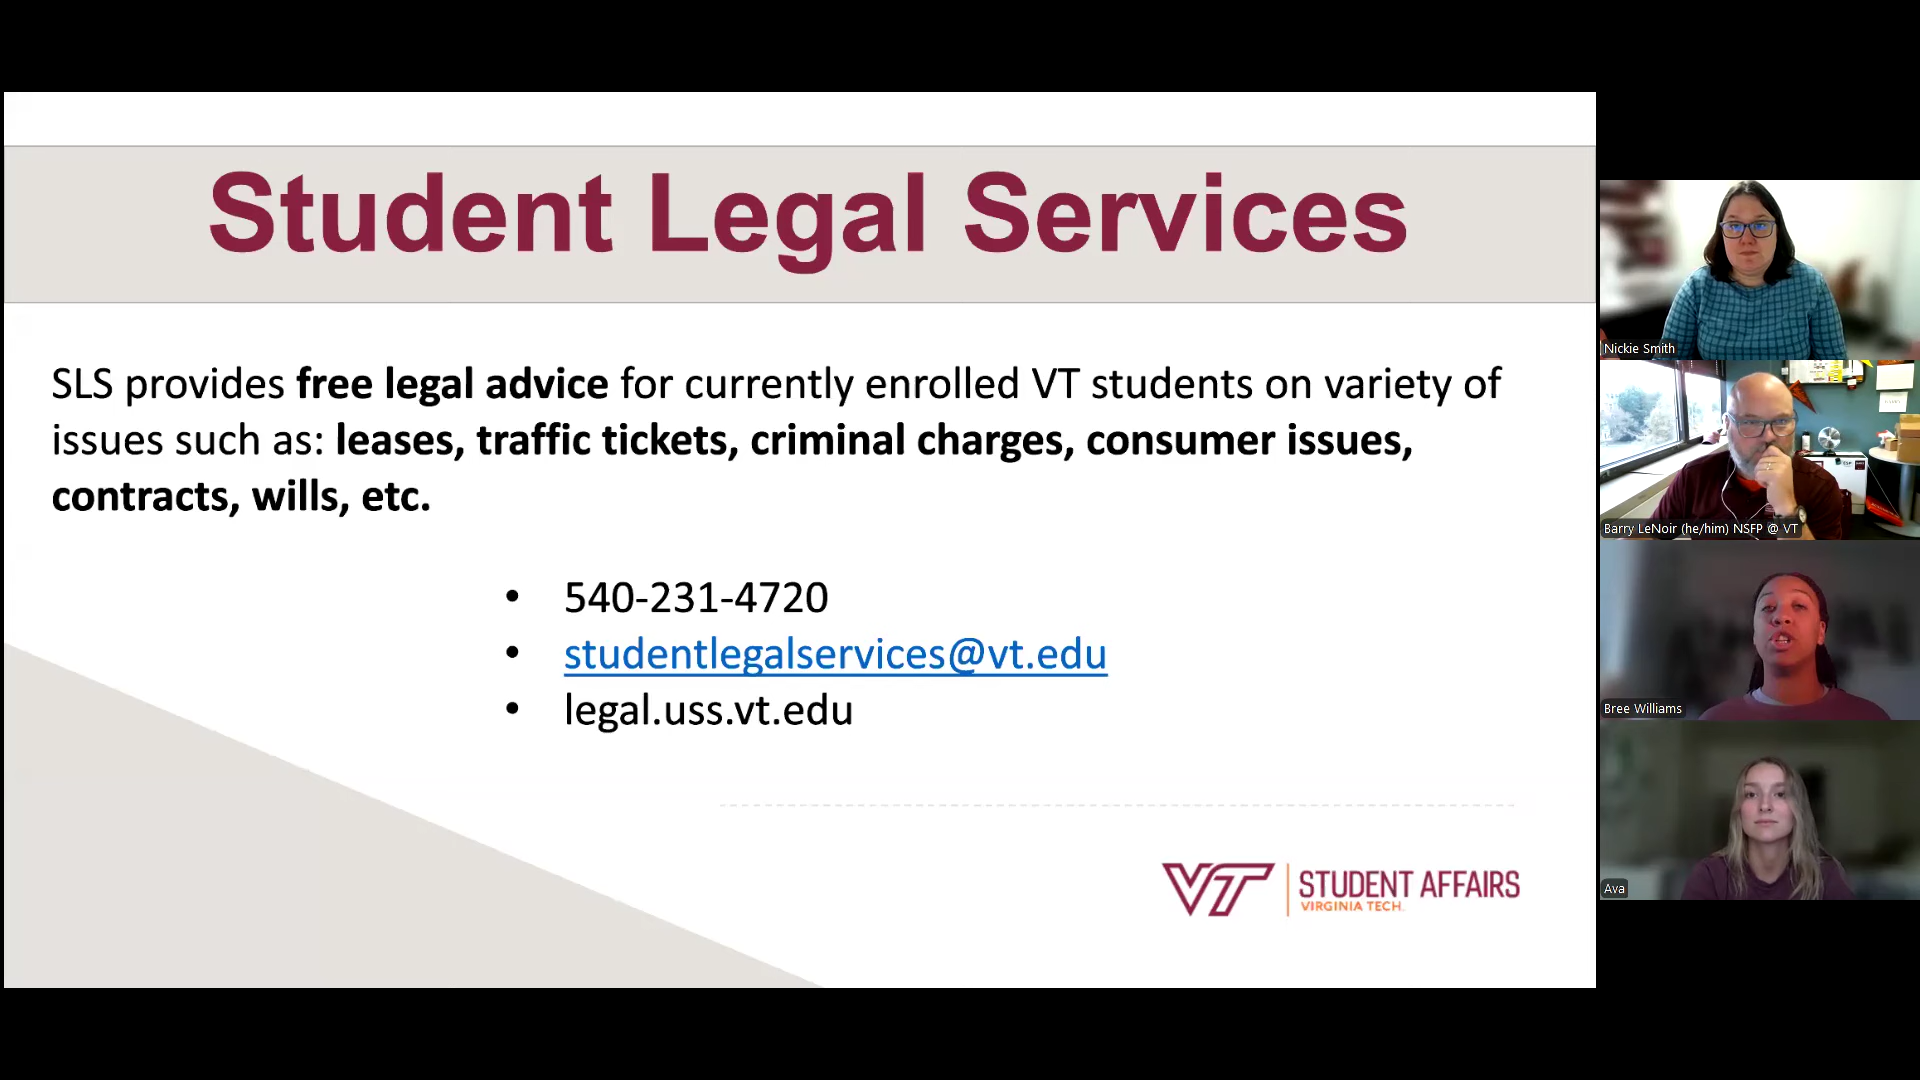 Student Legal Services
SLS provides free legal advice for currently enrolled VT students on variety of
issues such as: leases, traffic tickets, criminal charges, consumer issues,
contracts, wills, etc.
• 540-231-4720
• studentlegalservices@vt.edu
• legal.uss.vt.edu
VT STUDENT AFFAIRS
VIRGINIA TECH.
Nickie Smith
Barry LeNoir (he/him) NSFP @ VT
Bree Williams
Ava